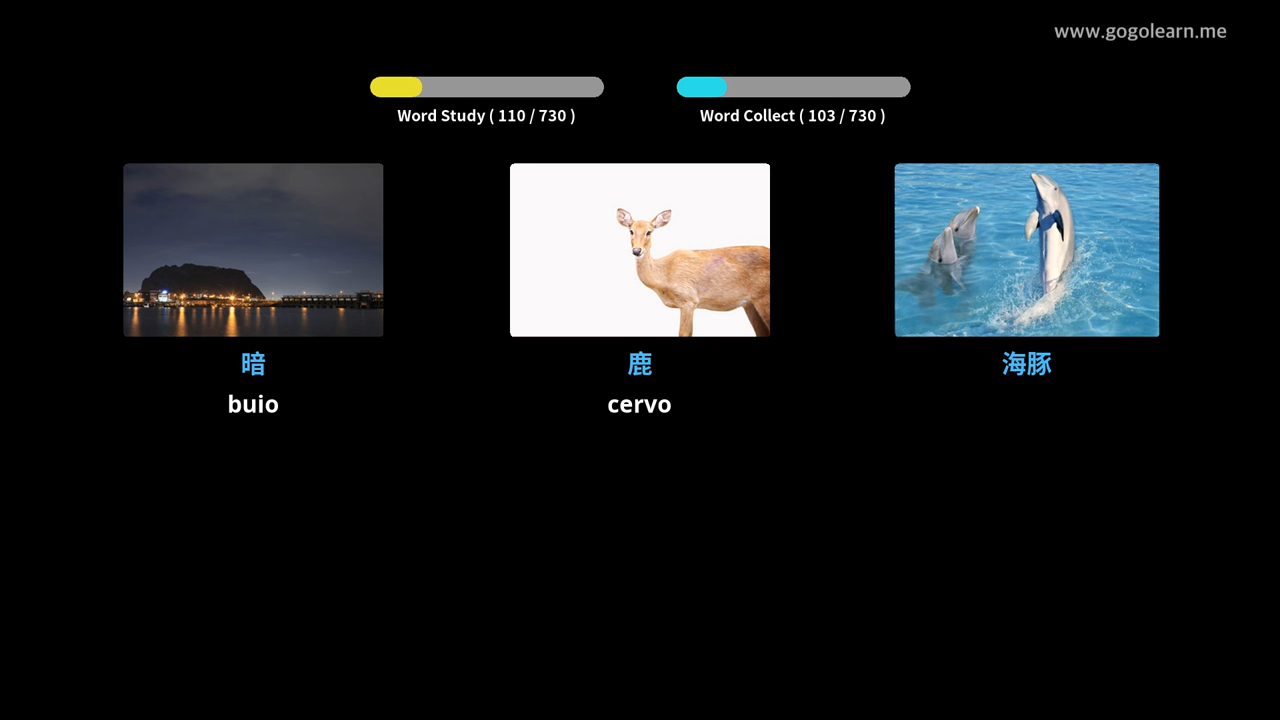 www.gogolearn.me
Word Study ( 110 / 730 )
Word Collect ( 103 / 730 )
暗
鹿
海豚
buio
cervo